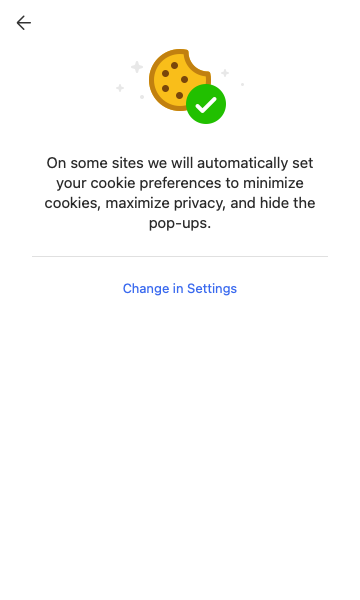 On some sites we will automatically set
your cookie preferences to minimize
cookies, maximize privacy, and hide the
pop-ups.
Change in Settings